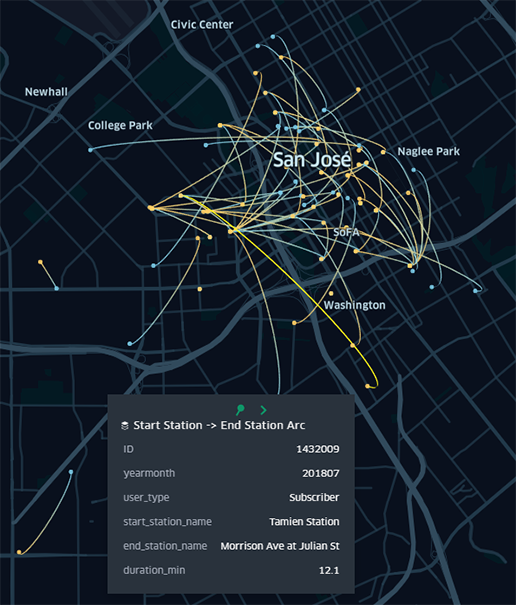 Civic Center
Newhall
College Park
San José
Naglee Park
SoFA
Washington
Start Station -> End Station Arc
ID 1432009
yearmonth 201807
user_type Subscriber
start_station_name Tamien Station
end_station_name Morrison Ave at Julian St
duration_min 12.1